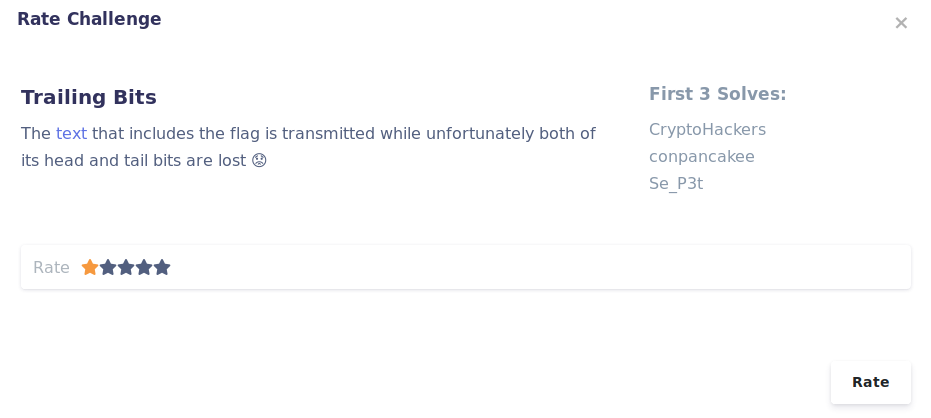 Rate Challenge
×
Trailing Bits
The text that includes the flag is transmitted while unfortunately both of
its head and tail bits are lost 😟
First 3 Solves:
CryptoHackers
conpancakee
Se_P3t
Rate
Rate